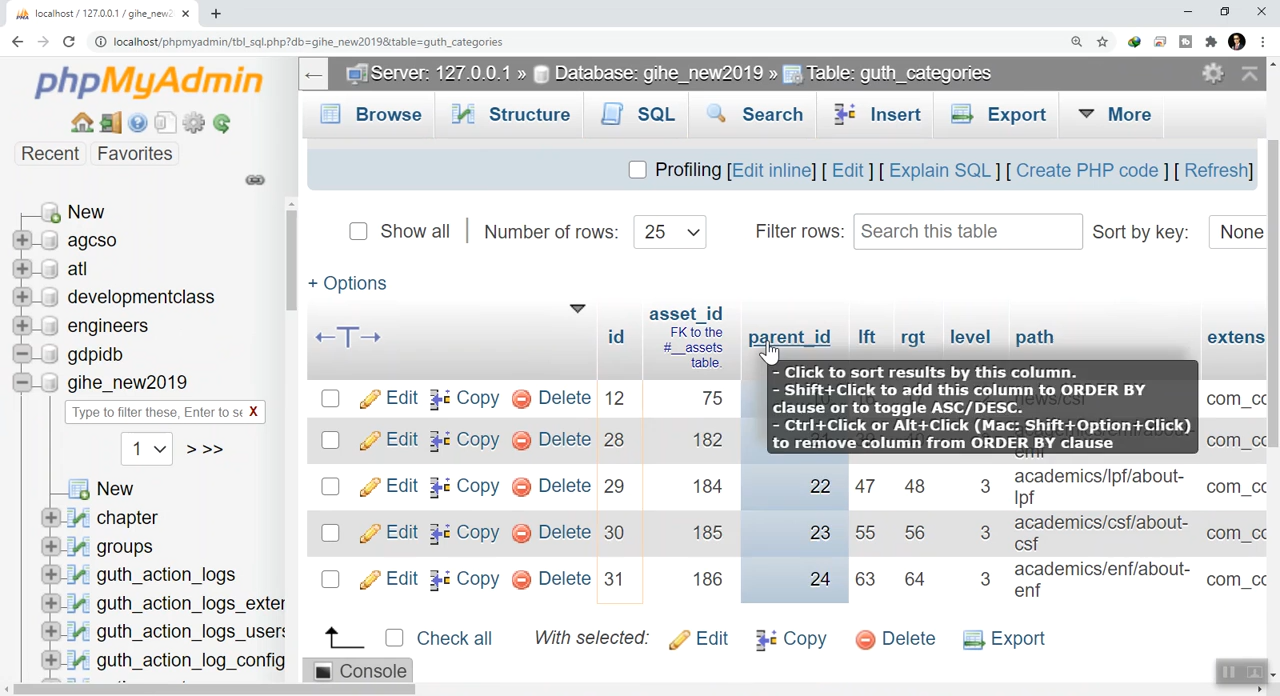 localhost / 127.0.0.1 / gihe_new2
localhost/phpmyadmin/tbl_sql.php?db=gihe_new2019&table=guth_categories
phpMyAdmin
Recent Favorites
New
agcso
atl
developmentclass
engineers
gdpidb
gihe_new2019
Type to filter these, Enter to se X
1 > >>
New
chapter
groups
guth_action_logs
guth_action_logs_exter
guth_action_logs_users
guth_action_log_config
Server: 127.0.0.1 » Database: gihe_new2019 » Table: guth_categories
Browse Structure SQL Search Insert Export More
Profiling [Edit inline] [ Edit ] [ Explain SQL ] [ Create PHP code ] [ Refresh]
Show all Number of rows: 25 Filter rows: Search this table Sort by key: None
+ Options
←T→ id asset_id parent_id lft rgt level path extens
FK to the
#__assets
table.
- Click to sort results by this column.
- Shift+Click to add this column to ORDER BY
clause or to toggle ASC/DESC.
- Ctrl+Click or Alt+Click (Mac: Shift+Option+Click)
to remove column from ORDER BY clause
Edit Copy Delete 12 75 com_cc
Edit Copy Delete 28 182 com_cc
Edit Copy Delete 29 184 22 47 48 3 academics/lpf/about-
lpf com_cc
Edit Copy Delete 30 185 23 55 56 3 academics/csf/about-
csf com_cc
Edit Copy Delete 31 186 24 63 64 3 academics/enf/about-
enf com_cc
Check all With selected: Edit Copy Delete Export
Console